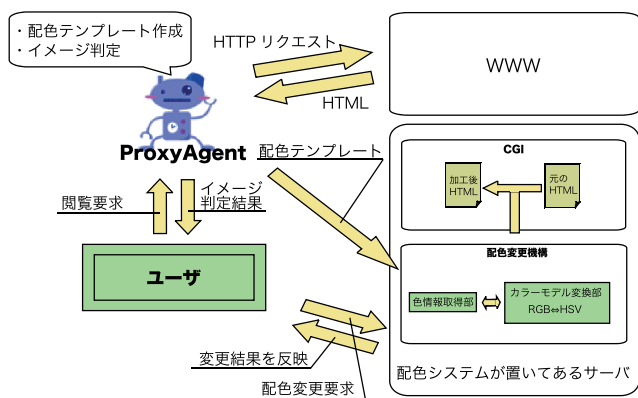 ・配色テンプレート作成
・イメージ判定
HTTP リクエスト
HTML
WWW
ProxyAgent
配色テンプレート
CGI
加工後
HTML
元の
HTML
閲覧要求
イメージ
判定結果
配色変更機構
ユーザ
色情報取得部
カラーモデル変換部
RGB⇔HSV
変更結果を反映
配色変更要求
配色システムが置いてあるサーバ